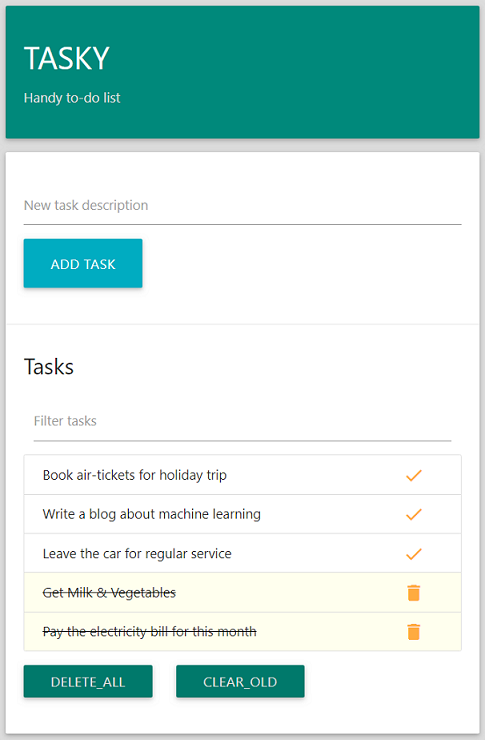 TASKY
Handy to-do list
New task description
ADD TASK
Tasks
Filter tasks
Book air-tickets for holiday trip
Write a blog about machine learning
Leave the car for regular service
Get Milk & Vegetables
Pay the electricity bill for this month
DELETE_ALL
CLEAR_OLD